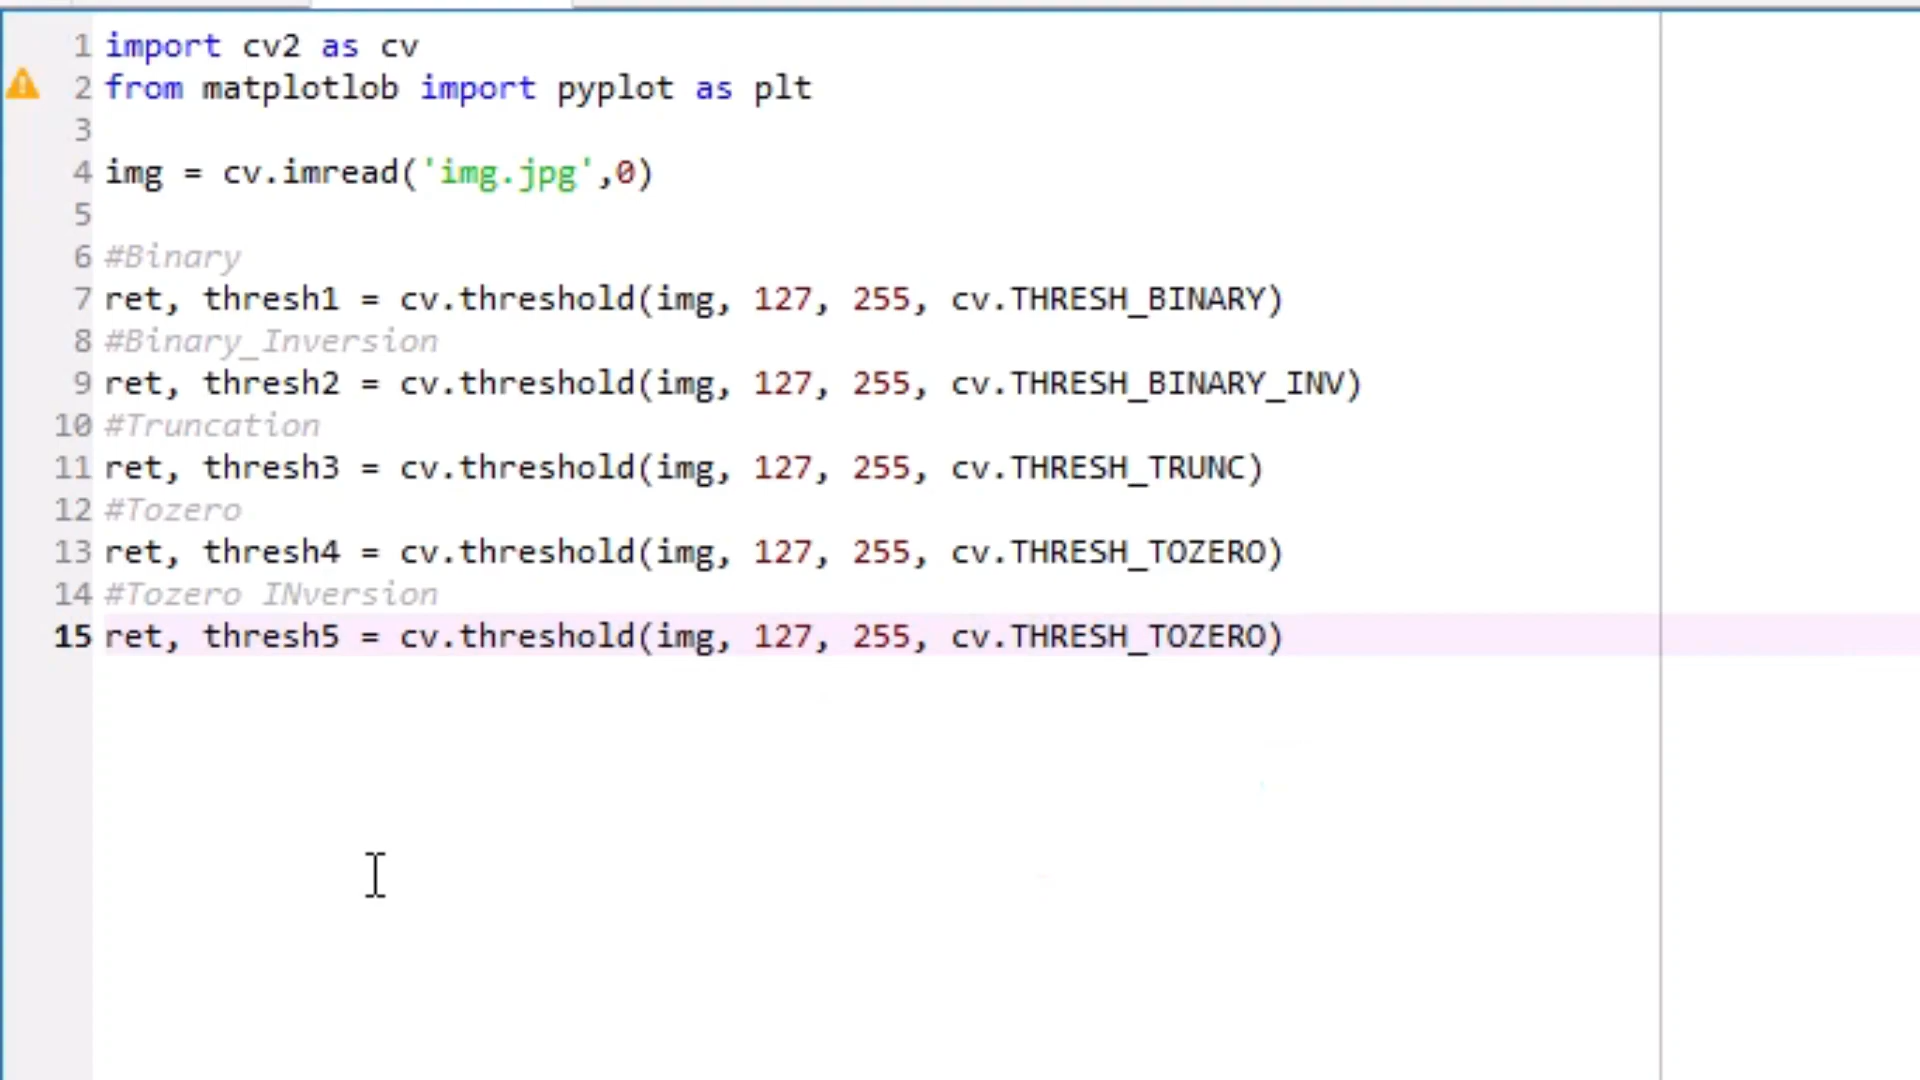 1 import cv2 as cv
2 from matplotlob import pyplot as plt
3
4 img = cv.imread('img.jpg',0)
5
6 #Binary
7 ret, thresh1 = cv.threshold(img, 127, 255, cv.THRESH_BINARY)
8 #Binary_Inversion
9 ret, thresh2 = cv.threshold(img, 127, 255, cv.THRESH_BINARY_INV)
10 #Truncation
11 ret, thresh3 = cv.threshold(img, 127, 255, cv.THRESH_TRUNC)
12 #Tozero
13 ret, thresh4 = cv.threshold(img, 127, 255, cv.THRESH_TOZERO)
14 #Tozero INversion
15 ret, thresh5 = cv.threshold(img, 127, 255, cv.THRESH_TOZERO)